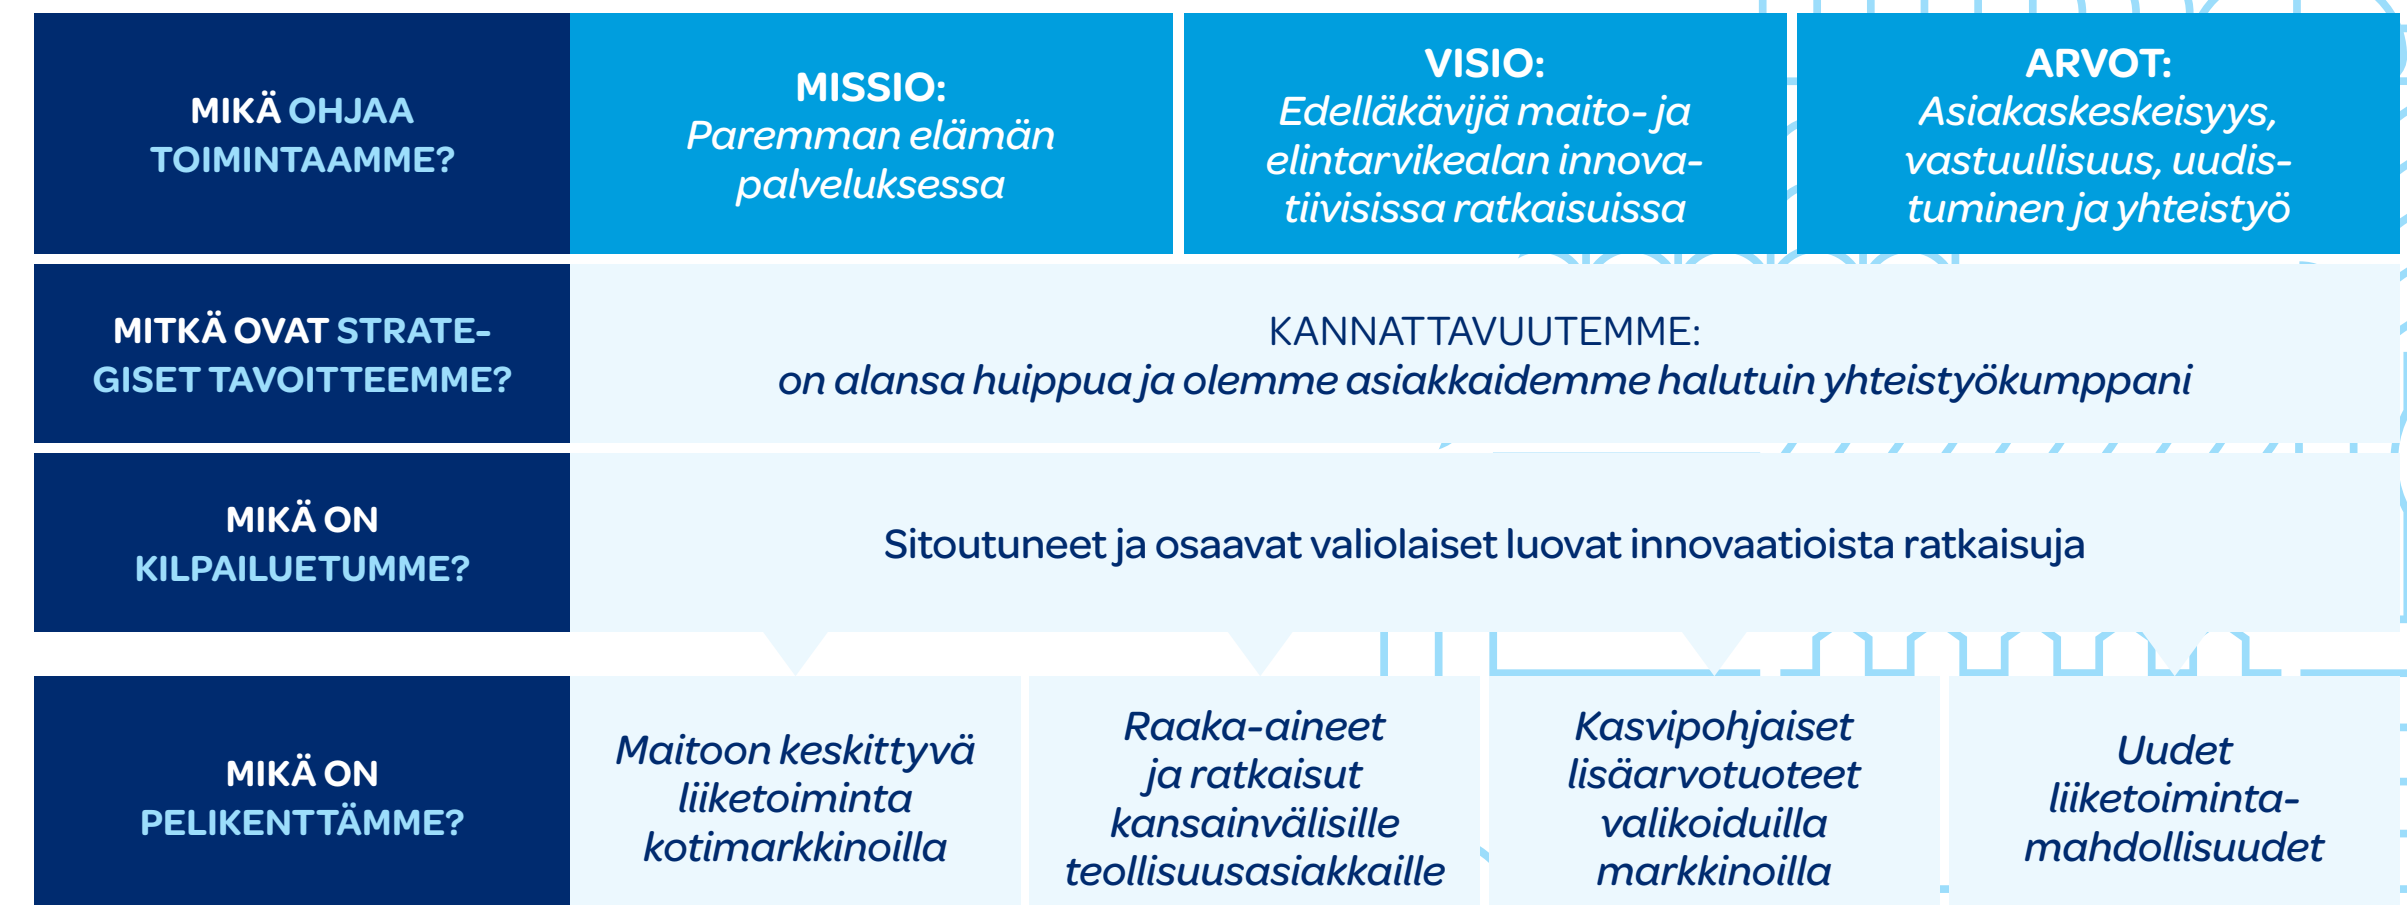 MIKÄ OHJAA
TOIMINTAAMME?
MISSIO:
Paremman elämän
palveluksessa
VISIO:
Edelläkävijä maito- ja
elintarvikealan innova-
tiivisissa ratkaisuissa
ARVOT:
Asiakaskeskeisyys,
vastuullisuus, uudis-
tuminen ja yhteistyö
MITKÄ OVAT STRATE-
GISET TAVOITTEEMME?
KANNATTAVUUTEMME:
on alansa huippua ja olemme asiakkaidemme halutuin yhteistyökumppani
MIKÄ ON
KILPAILUETUMME?
Sitoutuneet ja osaavat valiolaiset luovat innovaatioista ratkaisuja
MIKÄ ON
PELIKENTTÄMME?
Maitoon keskittyvä
liiketoiminta
kotimarkkinoilla
Raaka-aineet
ja ratkaisut
kansainvälisille
teollisuusasiakkaille
Kasvipohjaiset
lisäarvotuoteet
valikoiduilla
markkinoilla
Uudet
liiketoiminta-
mahdollisuudet